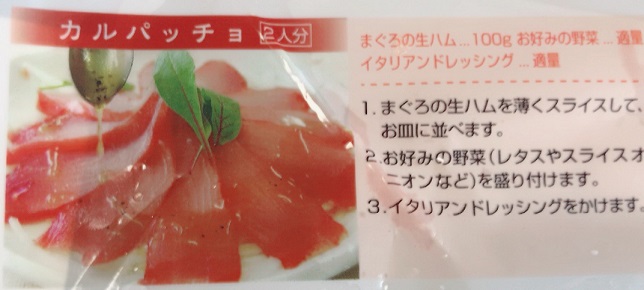 カルパッチョ 2人分
まぐろの生ハム…100g お好みの野菜…適量
イタリアンドレッシング…適量
1.まぐろの生ハムを薄くスライスして、
お皿に並べます。
2.お好みの野菜(レタスやスライスオ
ニオンなど)を盛り付けます。
3.イタリアンドレッシングをかけます。